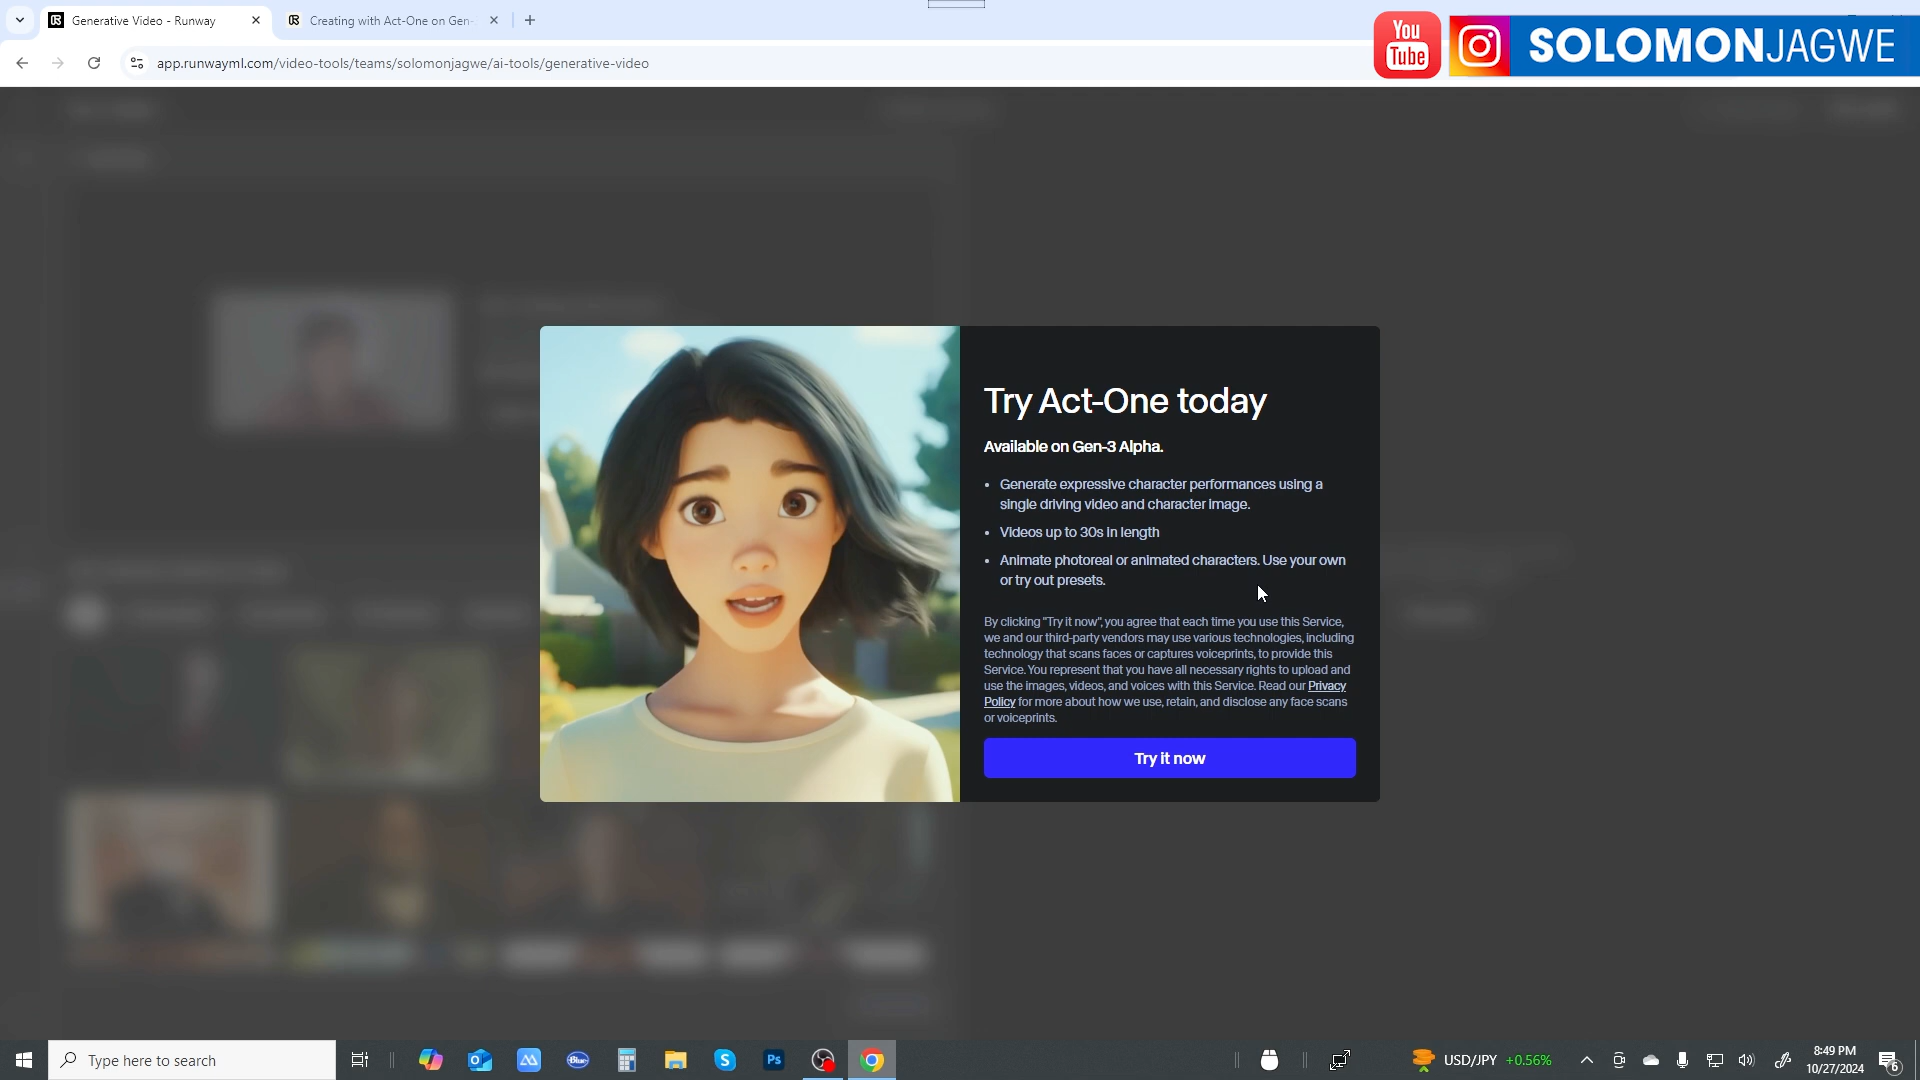 Generative Video - Runway
Creating with Act-One on Gen-
You
Tube
SOLOMONJAGWE
app.runwayml.com/video-tools/teams/solomonjagwe/ai-tools/generative-video
Try Act-One today
Available on Gen-3 Alpha.
• Generate expressive character performances using a
single driving video and character image.
• Videos up to 30s in length
• Animate photoreal or animated characters. Use your own
or try out presets.
By clicking "Try it now", you agree that each time you use this Service,
we and our third-party vendors may use various technologies, including
technology that scans faces or captures voiceprints, to provide this
Service. You represent that you have all necessary rights to upload and
use the images, videos, and voices with this Service. Read our Privacy
Policy for more about how we use, retain, and disclose any face scans
or voiceprints.
Try it now
Type here to search
Blue
Ps
USD/JPY +0.56%
8:49 PM
10/27/2024
6